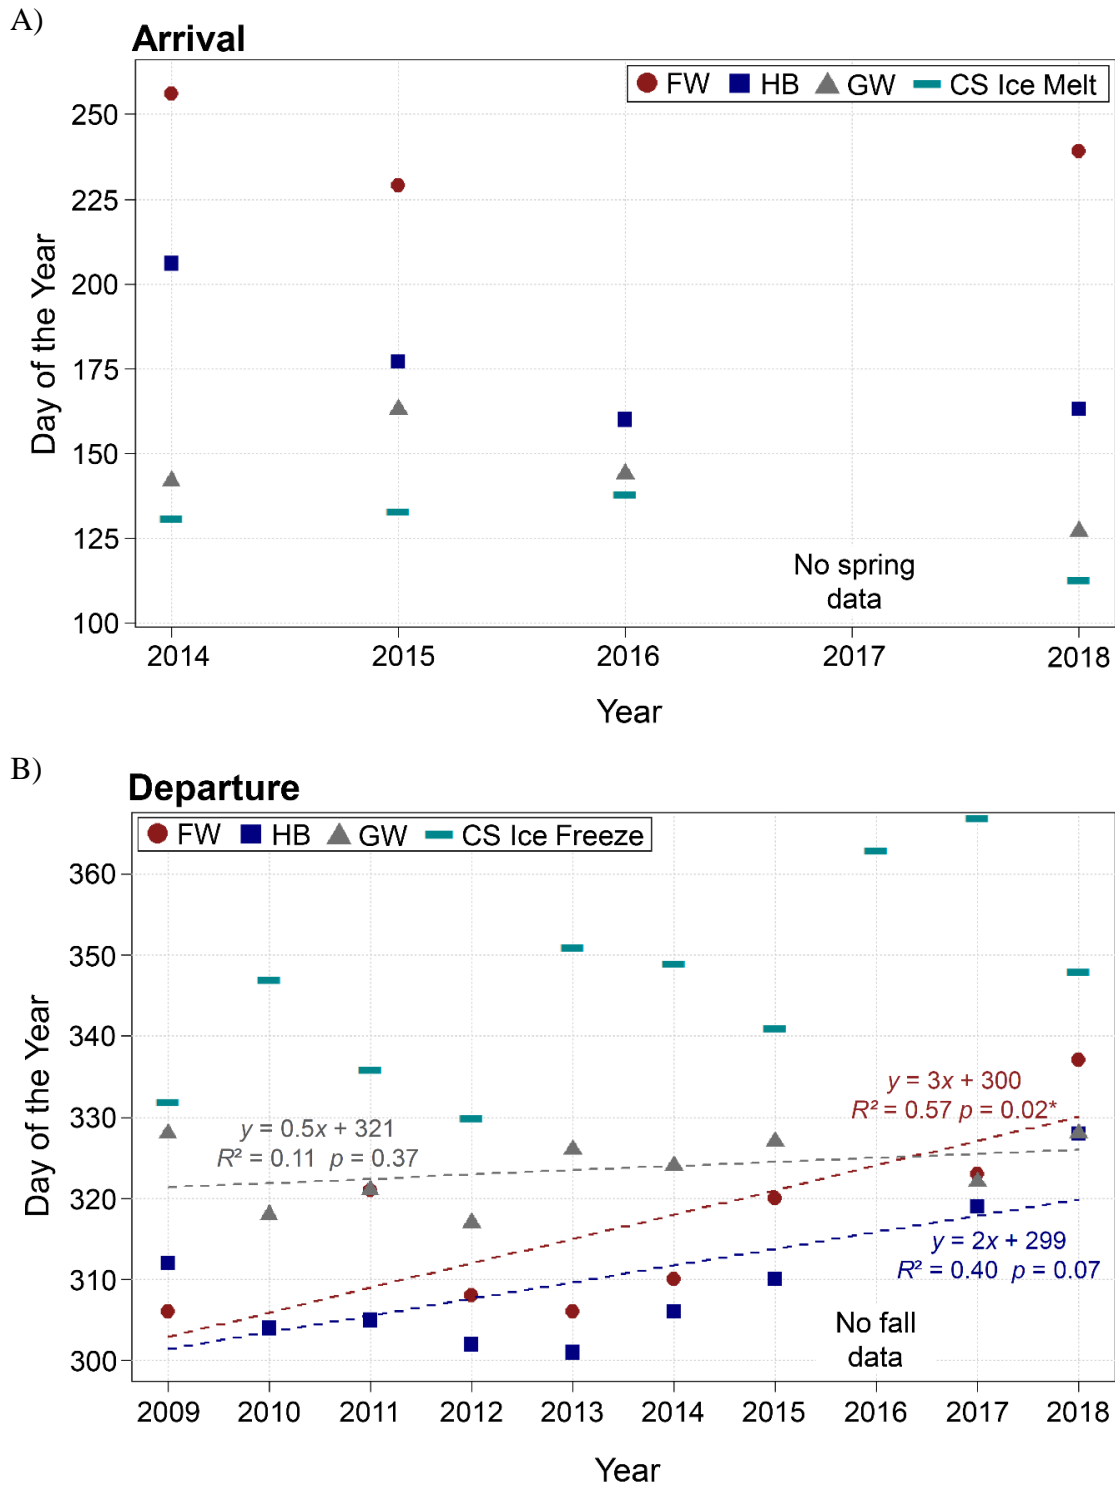 A)
Arrival
FW HB GW CS Ice Melt
250
225
200
175
150
125
100
Day of the Year
No spring
data
2014 2015 2016 2017 2018
Year
B)
Departure
FW HB GW CS Ice Freeze
360
350
340
330
320
310
300
Day of the Year
y = 3x + 300
R² = 0.57 p = 0.02*
y = 0.5x + 321
R² = 0.11 p = 0.37
y = 2x + 299
R² = 0.40 p = 0.07
No fall
data
2009 2010 2011 2012 2013 2014 2015 2016 2017 2018
Year